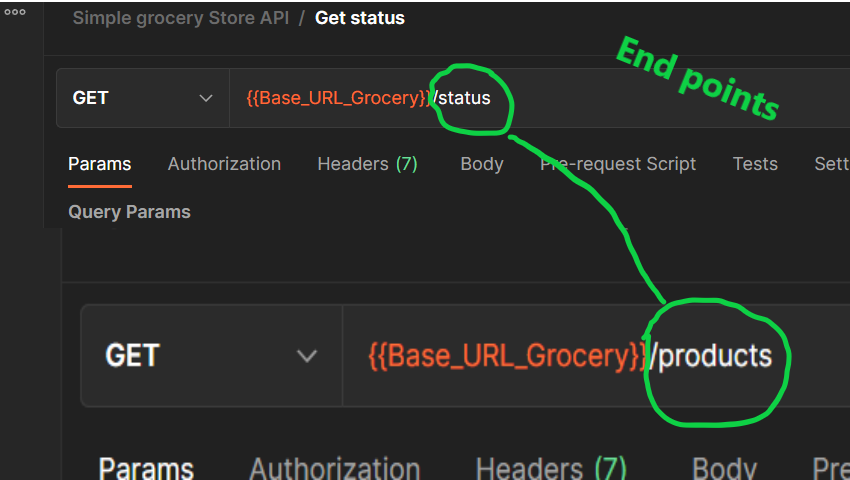 Simple grocery Store API / Get status
End points
GET {{Base_URL_Grocery}}/status
Params Authorization Headers (7) Body Pre-request Script Tests Sett
Query Params
GET {{Base_URL_Grocery}}/products
Params Authorization Headers (7) Body Pre